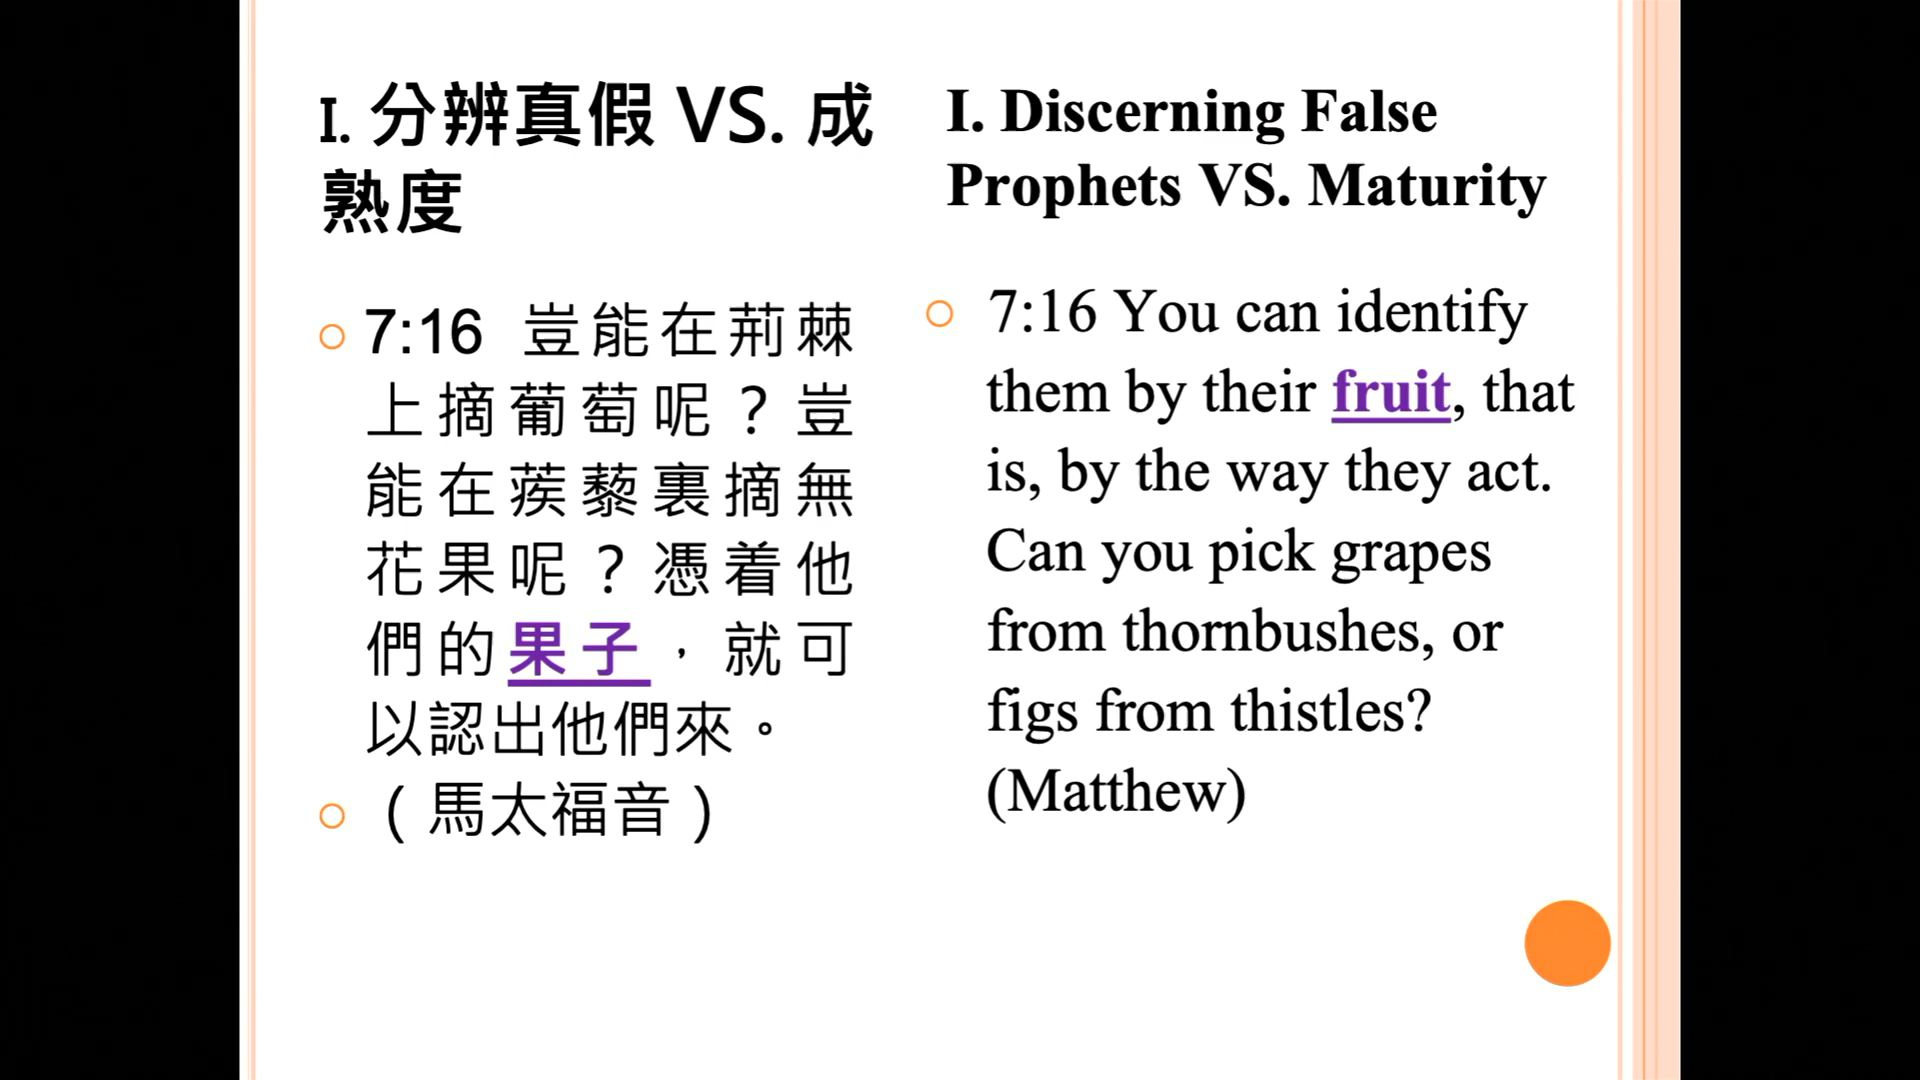 I. 分辨真假 VS. 成
熟度
7:16 豈能在荊棘
上摘葡萄呢？豈
能在蒺藜裏摘無
花果呢？憑着他
們的果子，就可
以認出他們來。
（馬太福音）
I. Discerning False
Prophets VS. Maturity
7:16 You can identify
them by their fruit, that
is, by the way they act.
Can you pick grapes
from thornbushes, or
figs from thistles?
(Matthew)